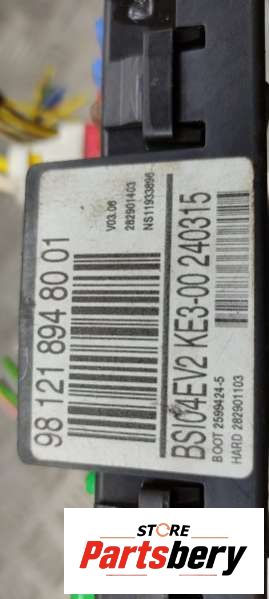 98 121 894 80 01
V03.06
282901403
NS11933896
BSI04EV2 KE3-00 240315
BOOT 2599424-5
HARD 282901103
STORE
Partsbery